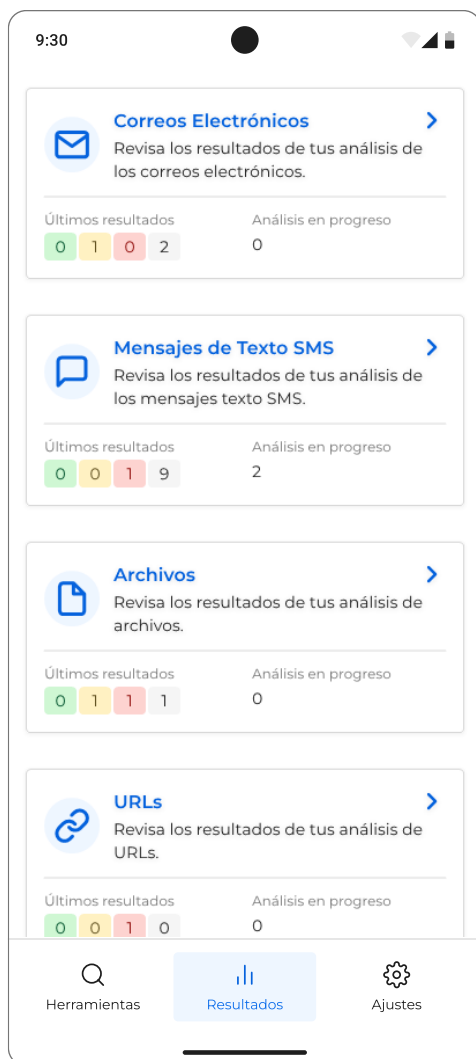 9:30
Correos Electrónicos
Revisa los resultados de tus análisis de
los correos electrónicos.
Últimos resultados
Análisis en progreso
0 1 0 2
0
Mensajes de Texto SMS
Revisa los resultados de tus análisis de
los mensajes texto SMS.
Últimos resultados
Análisis en progreso
0 0 1 9
2
Archivos
Revisa los resultados de tus análisis de
archivos.
Últimos resultados
Análisis en progreso
0 1 1 1
0
URLs
Revisa los resultados de tus análisis de
URLs.
Últimos resultados
Análisis en progreso
0 0 1 0
0
Herramientas
Resultados
Ajustes